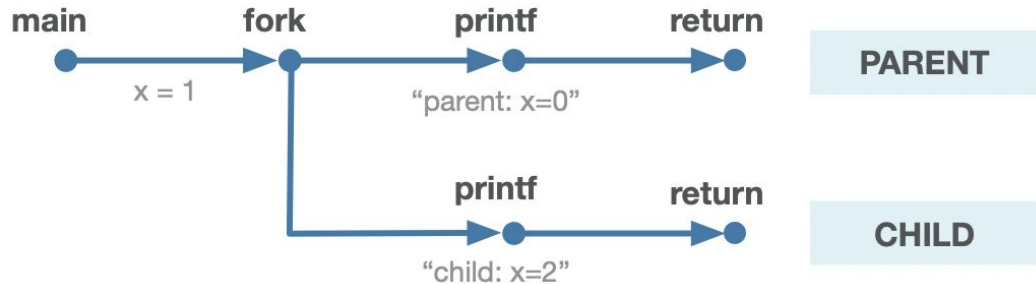 main fork printf return
PARENT
x = 1
“parent: x=0”
printf return
CHILD
“child: x=2”